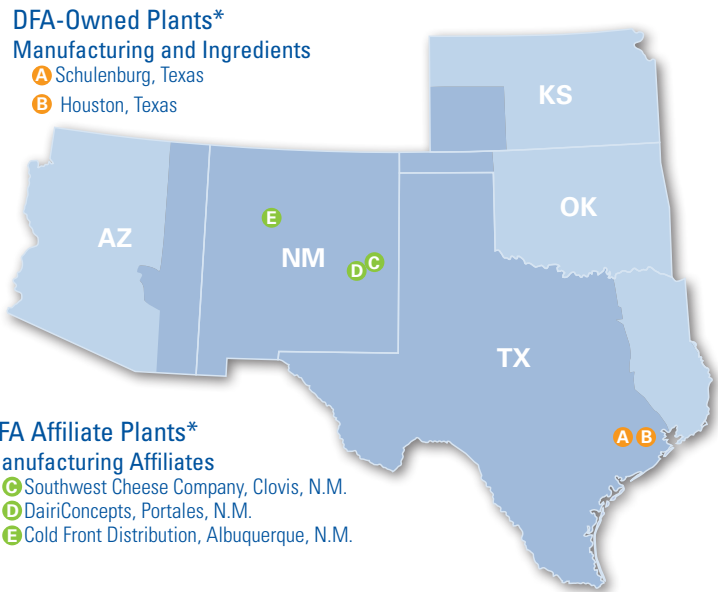 DFA-Owned Plants*
Manufacturing and Ingredients
A Schulenburg, Texas
B Houston, Texas
KS
OK
AZ
E
NM
D C
TX
A B
FA Affiliate Plants*
anufacturing Affiliates
C Southwest Cheese Company, Clovis, N.M.
D DairiConcepts, Portales, N.M.
E Cold Front Distribution, Albuquerque, N.M.